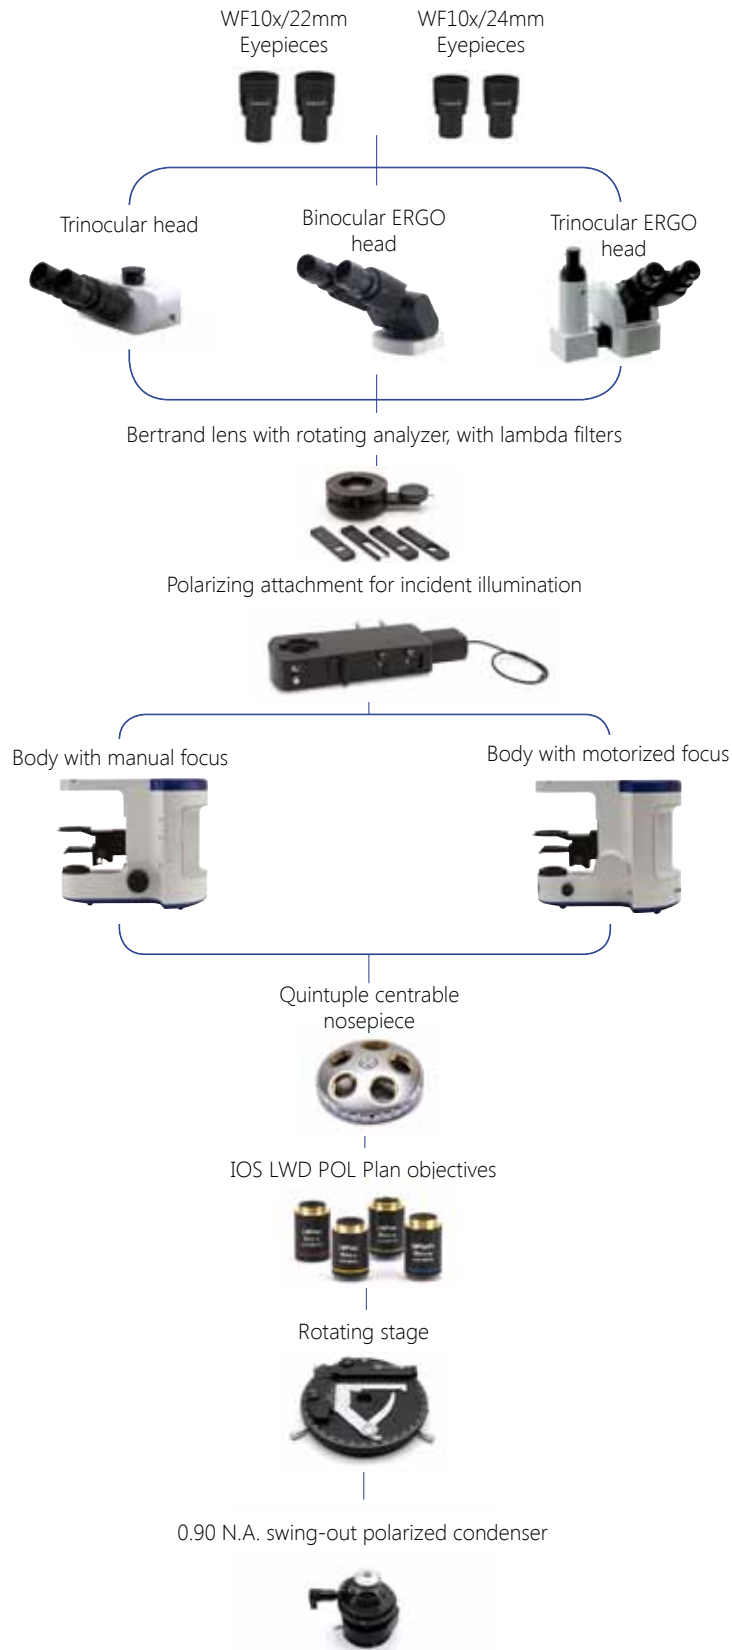 WF10x/22mm
Eyepieces
WF10x/24mm
Eyepieces
Trinocular head
Binocular ERGO
head
Trinocular ERGO
head
Bertrand lens with rotating analyzer, with lambda filters
Polarizing attachment for incident illumination
Body with manual focus
Body with motorized focus
Quintuple centrable
nosepiece
IOS LWD POL Plan objectives
Rotating stage
0.90 N.A. swing-out polarized condenser